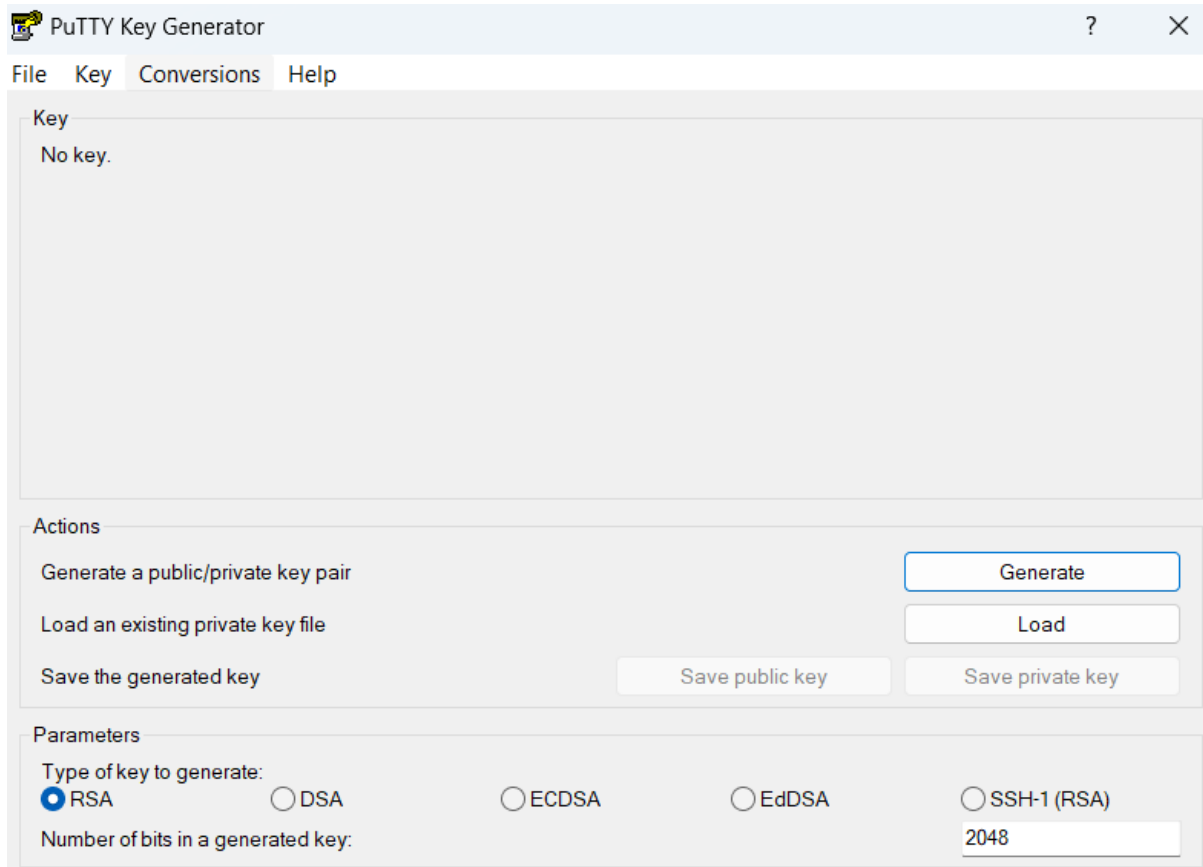 PuTTY Key Generator ? X
File Key Conversions Help
Key
No key.
Actions
Generate a public/private key pair Generate
Load an existing private key file Load
Save the generated key Save public key Save private key
Parameters
Type of key to generate:
RSA DSA ECDSA EdDSA SSH-1 (RSA)
Number of bits in a generated key: 2048